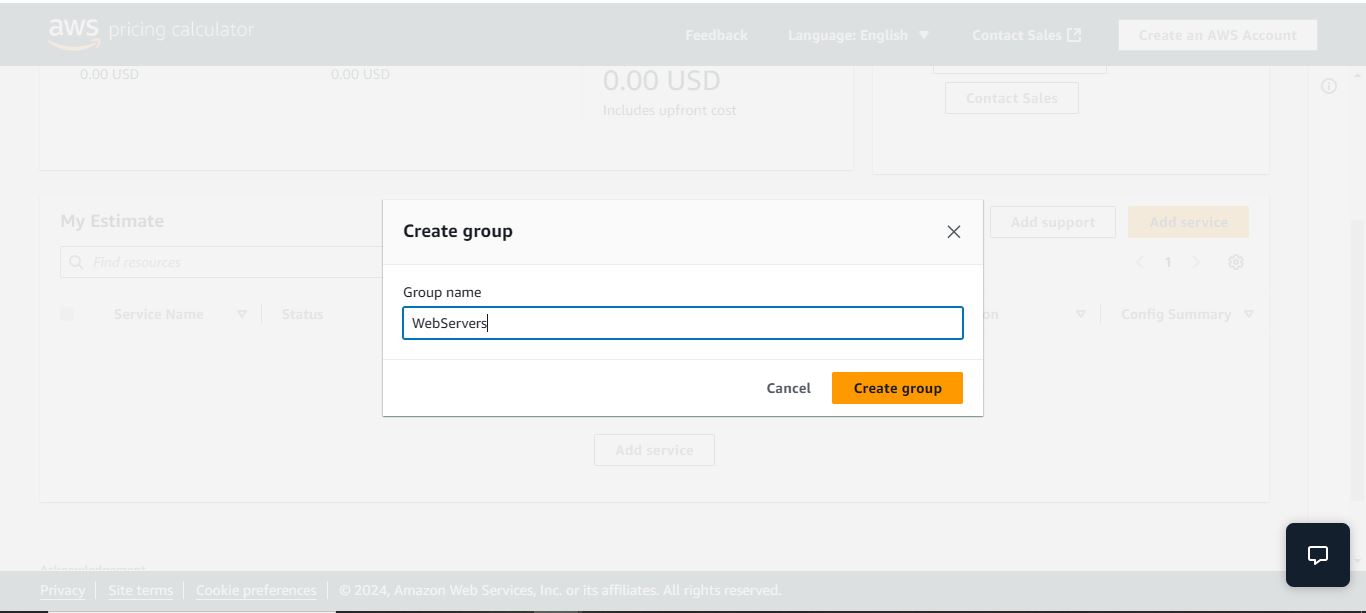 aws pricing calculator
Feedback Language: English Contact Sales Create an AWS Account
0.00 USD 0.00 USD 0.00 USD
Includes upfront cost
Contact Sales
My Estimate Add support Add service
Find resources 1
Service Name Status on Config Summary
Create group
Group name
WebServers
Cancel Create group
Add service
Acknowledgement
Privacy Site terms Cookie preferences © 2024, Amazon Web Services, Inc. or its affiliates. All rights reserved.